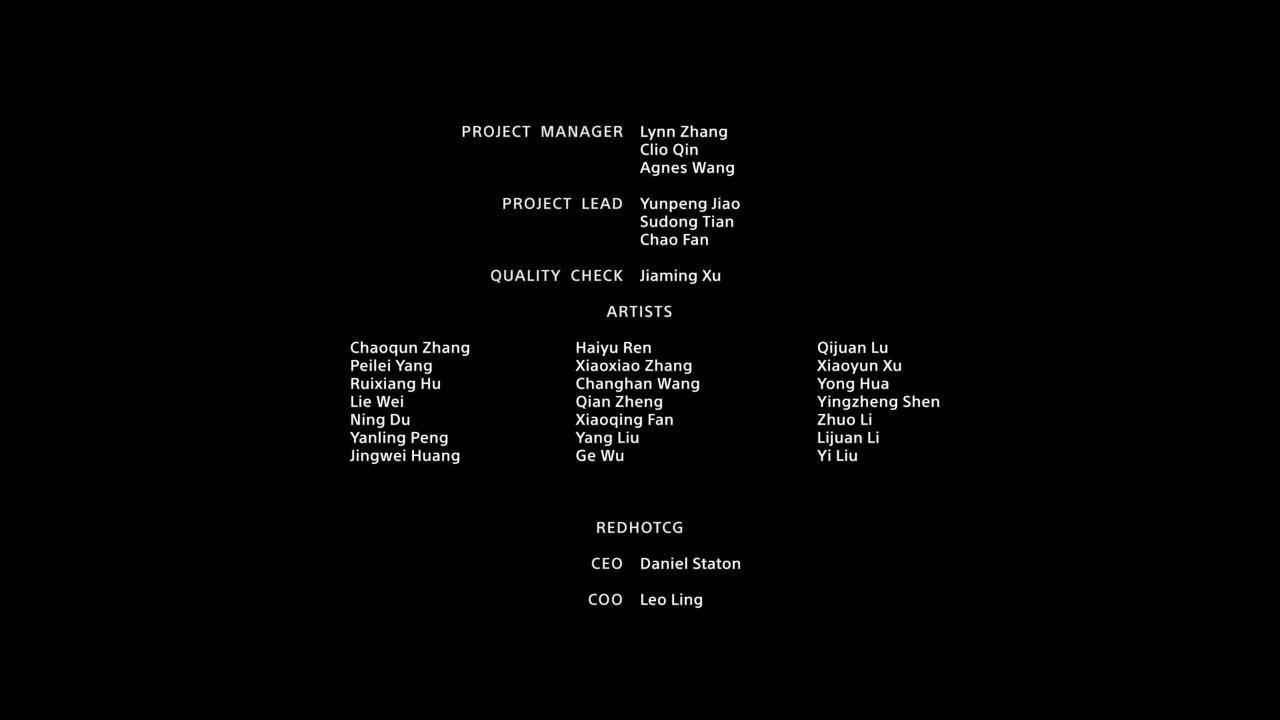 PROJECT MANAGER Lynn Zhang
Clio Qin
Agnes Wang
PROJECT LEAD Yunpeng Jiao
Sudong Tian
Chao Fan
QUALITY CHECK Jiaming Xu
ARTISTS
Chaoqun Zhang Haiyu Ren Qijuan Lu
Peilei Yang Xiaoxiao Zhang Xiaoyun Xu
Ruixiang Hu Changhan Wang Yong Hua
Lie Wei Qian Zheng Yingzheng Shen
Ning Du Xiaoqing Fan Zhuo Li
Yanling Peng Yang Liu Lijuan Li
Jingwei Huang Ge Wu Yi Liu
REDHOTCG
CEO Daniel Staton
COO Leo Ling